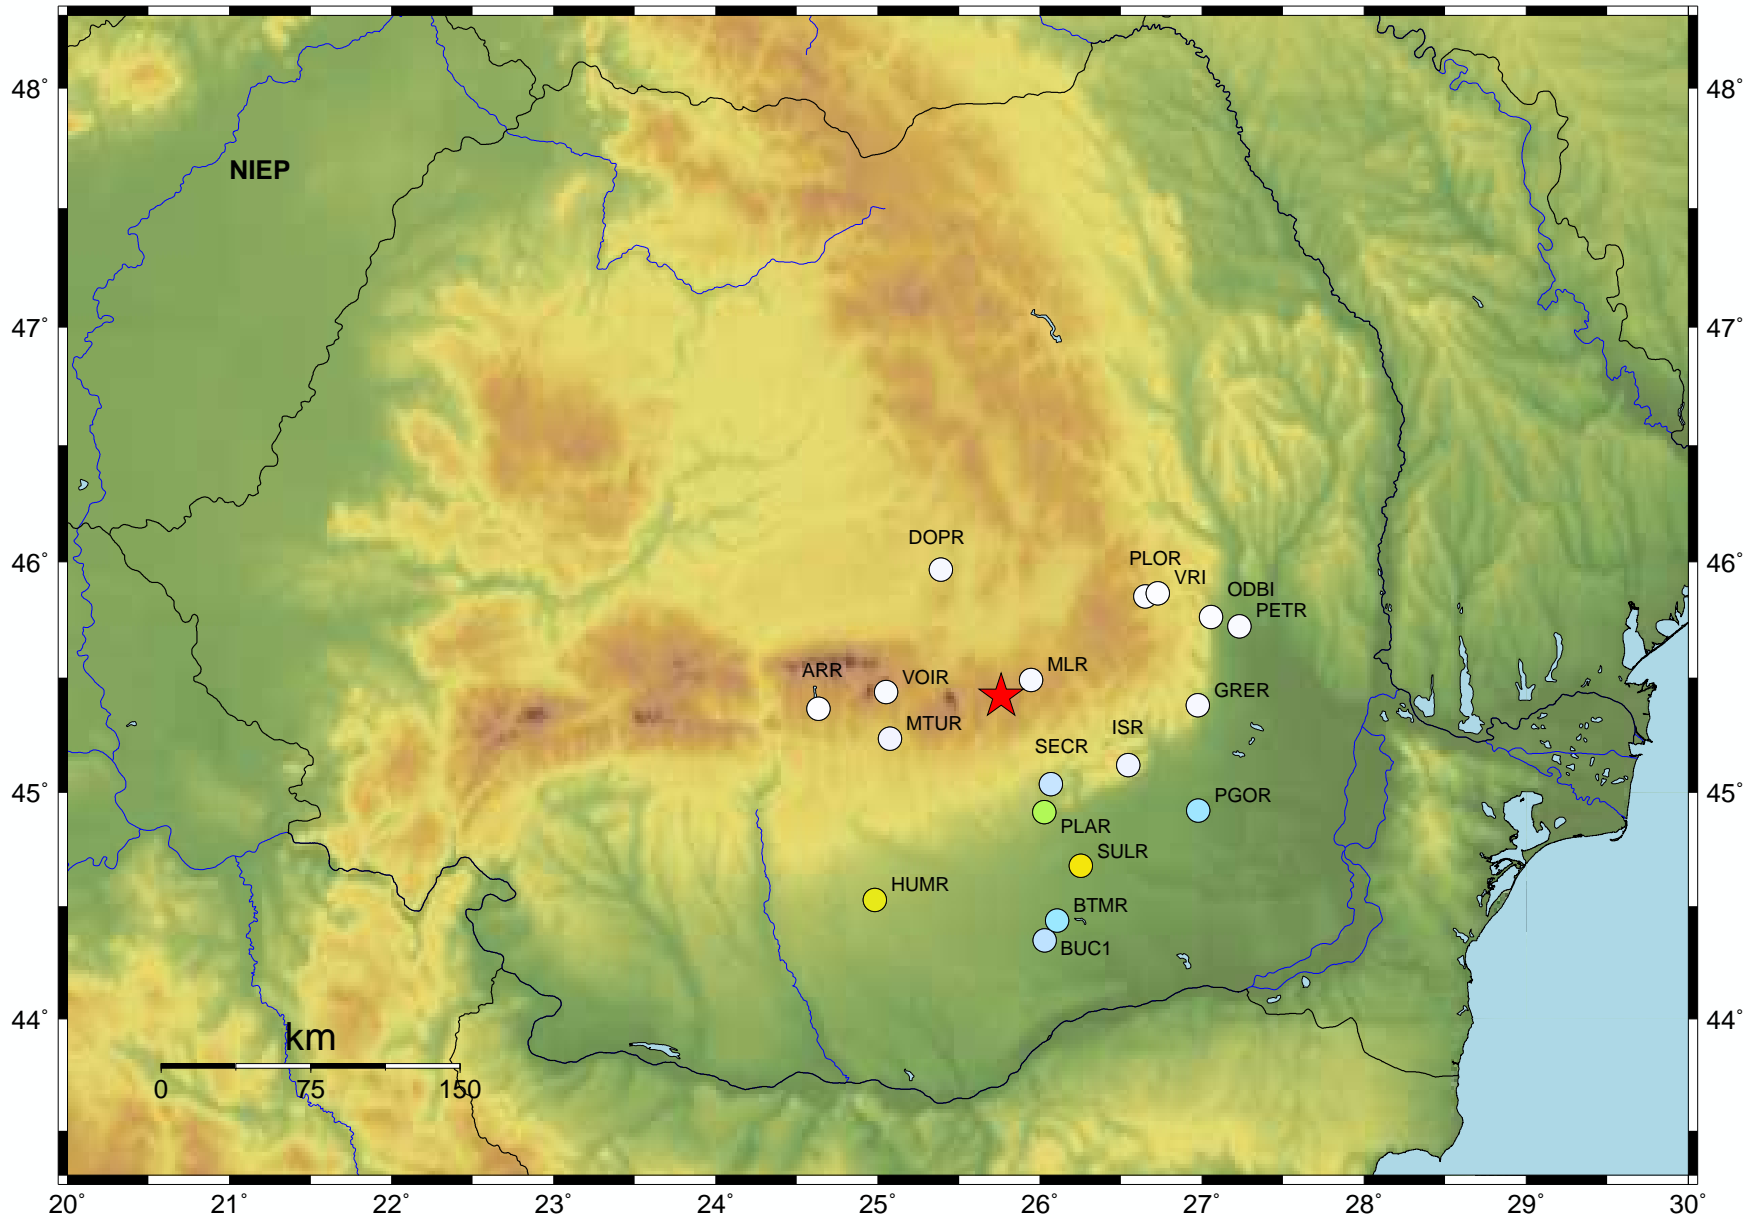 48° 48°
NIEP
47° 47°
DOPR
PLOR
46° 46°
VRI
ODBI
PETR
MLR
ARR
VOIR
GRER
MTUR
ISR
SECR
45° 45°
PGOR
PLAR
SULR
HUMR
BTMR
BUC1
44° 44°
km
0 75 150
20° 21° 22° 23° 24° 25° 26° 27° 28° 29° 30°